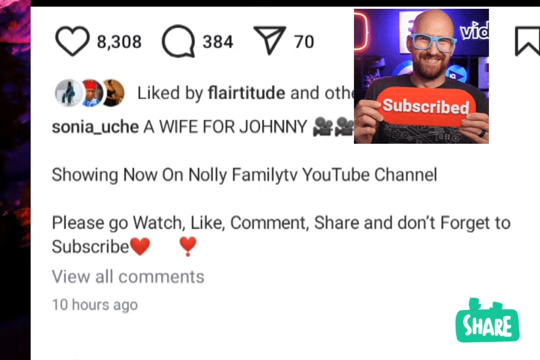 8,308 384 70
vid
Subscribed
Liked by flairtitude and othe
sonia_uche A WIFE FOR JOHNNY 🎥🎥
Showing Now On Nolly Familytv YouTube Channel
Please go Watch, Like, Comment, Share and don't Forget to
Subscribe❤️ ❣️
View all comments
10 hours ago
SHARE